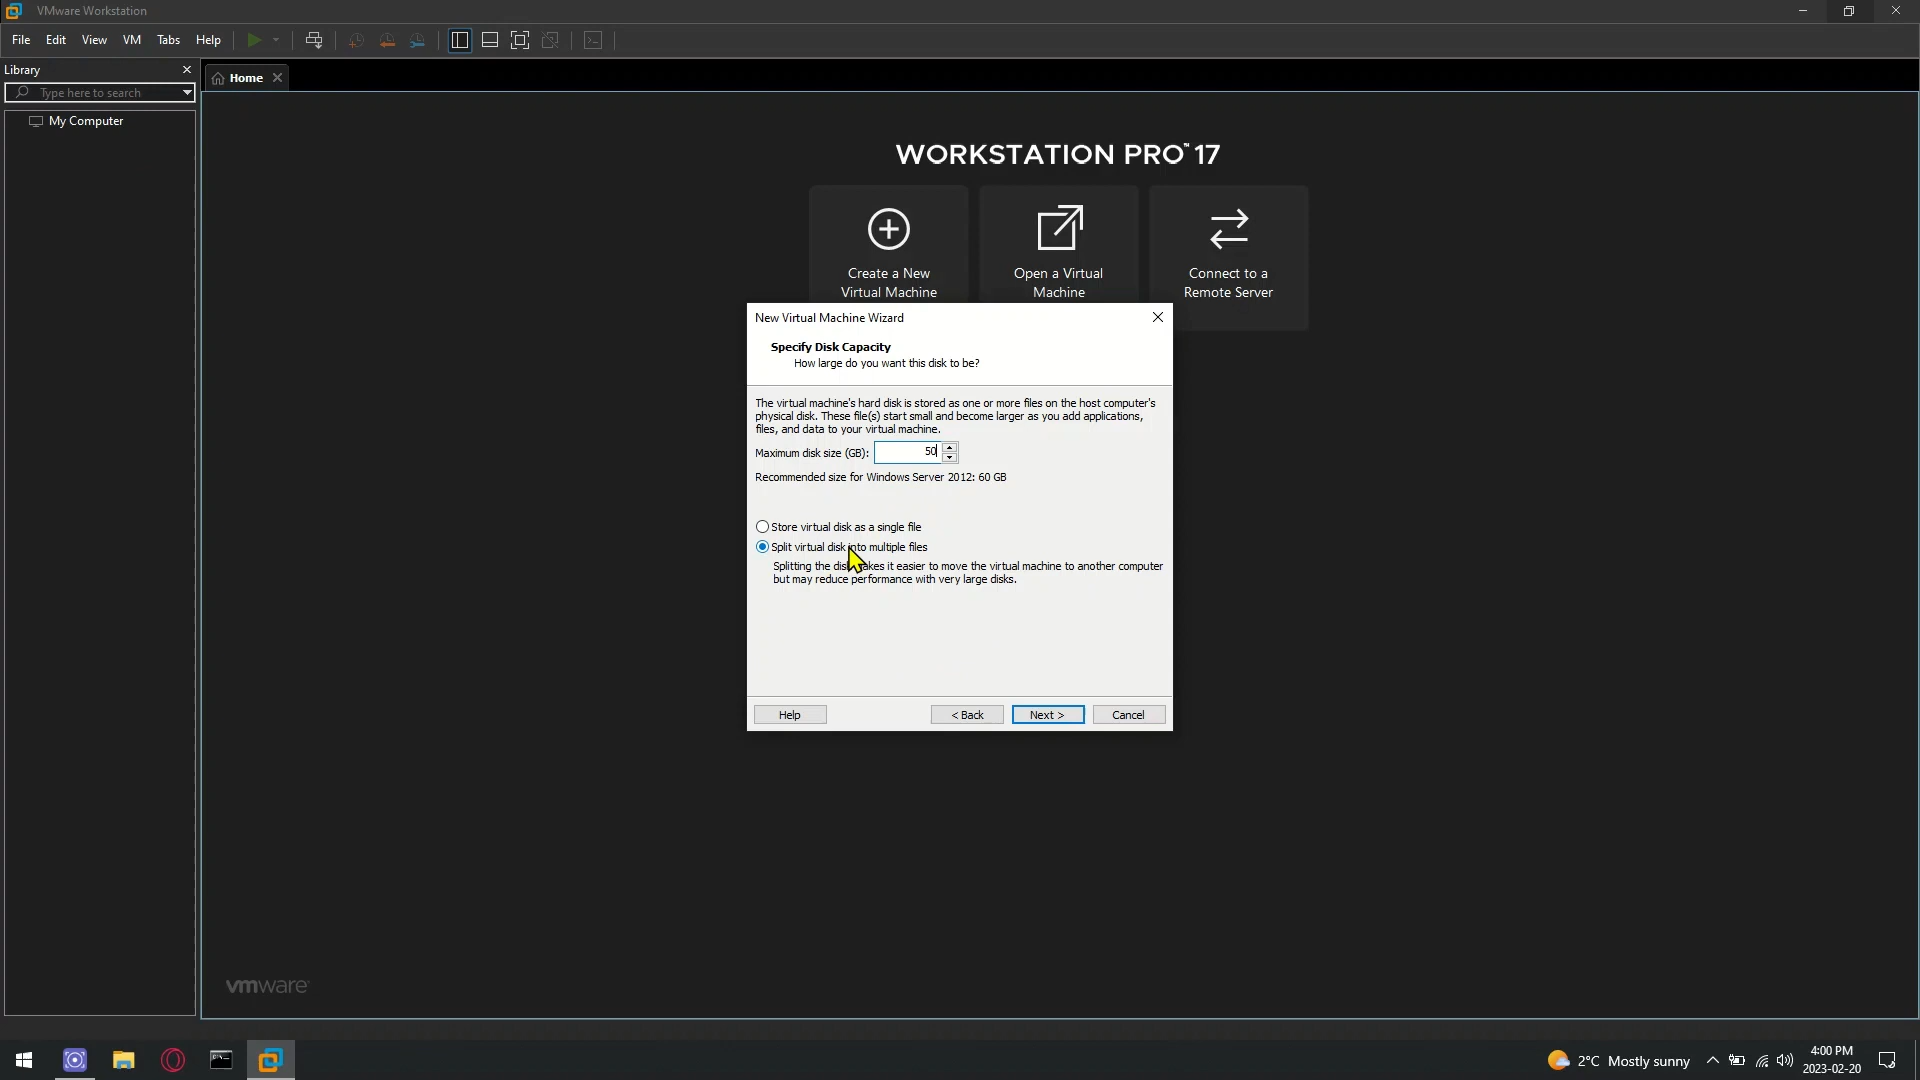 VMware Workstation
File Edit View VM Tabs Help
Library
Type here to search
My Computer
Home
WORKSTATION PRO™ 17
Create a New
Virtual Machine
Open a Virtual
Machine
Connect to a
Remote Server
New Virtual Machine Wizard
Specify Disk Capacity
How large do you want this disk to be?
The virtual machine's hard disk is stored as one or more files on the host computer's
physical disk. These file(s) start small and become larger as you add applications,
files, and data to your virtual machine.
Maximum disk size (GB): 50
Recommended size for Windows Server 2012: 60 GB
Store virtual disk as a single file
Split virtual disk into multiple files
Splitting the disk makes it easier to move the virtual machine to another computer
but may reduce performance with very large disks.
Help < Back Next > Cancel
vmware
2°C Mostly sunny
4:00 PM
2023-02-20